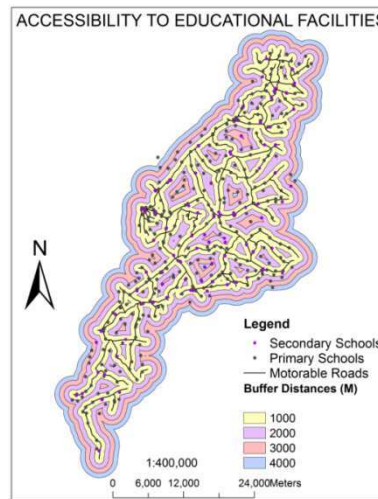 ACCESSIBILITY TO EDUCATIONAL FACILITIES
N
Legend
Secondary Schools
Primary Schools
Motorable Roads
Buffer Distances (M)
1000
2000
3000
4000
1:400,000
0 6,000 12,000 24,000 Meters